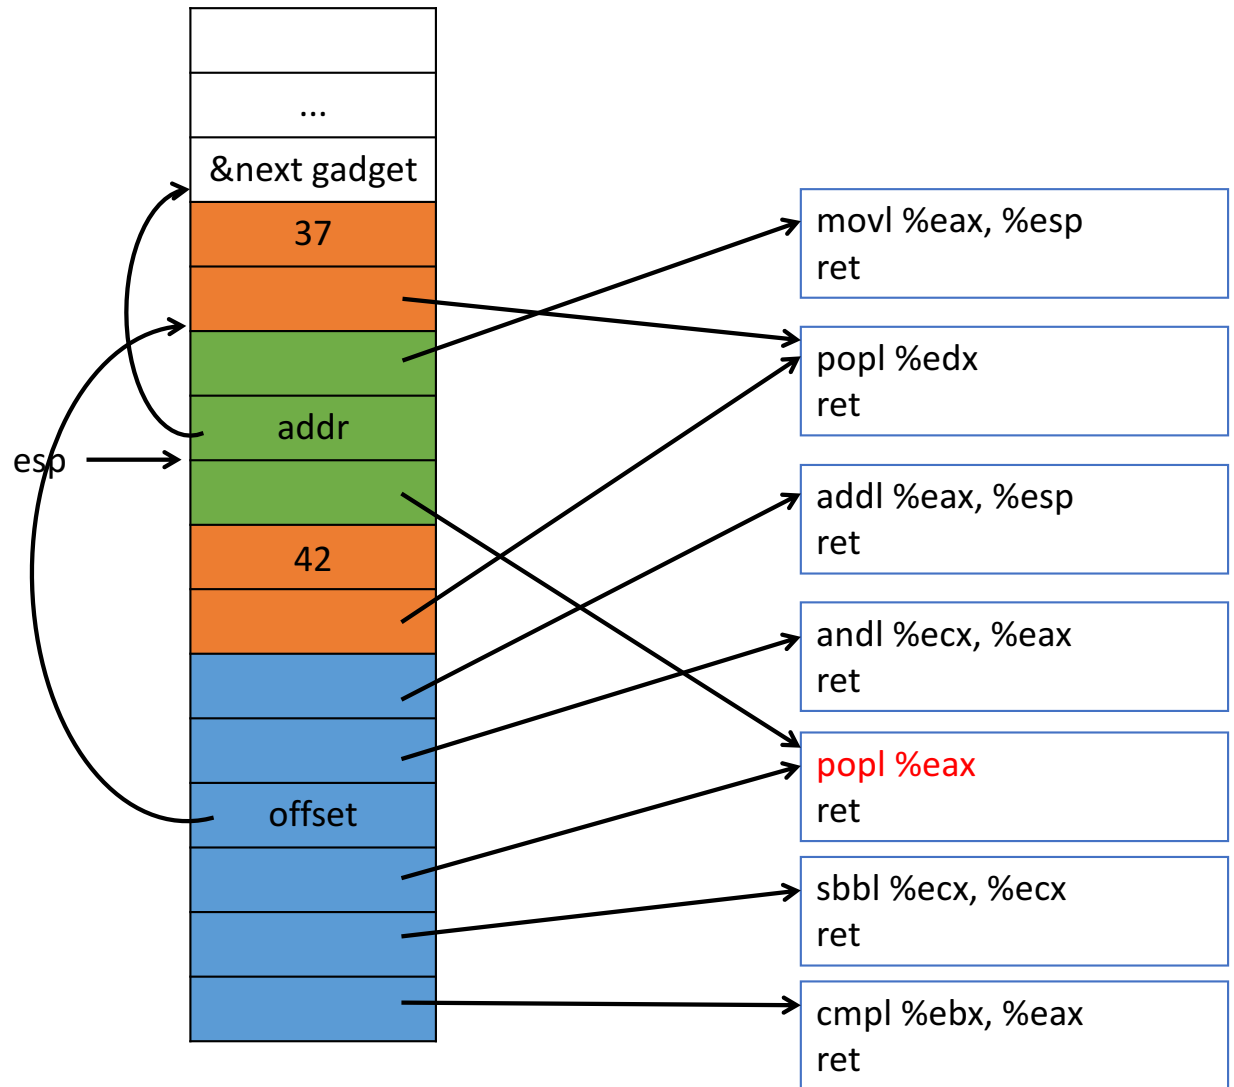 ...
&next gadget
37
addr
esp
42
offset
movl %eax, %esp
ret
popl %edx
ret
addl %eax, %esp
ret
andl %ecx, %eax
ret
popl %eax
ret
sbbl %ecx, %ecx
ret
cmpl %ebx, %eax
ret